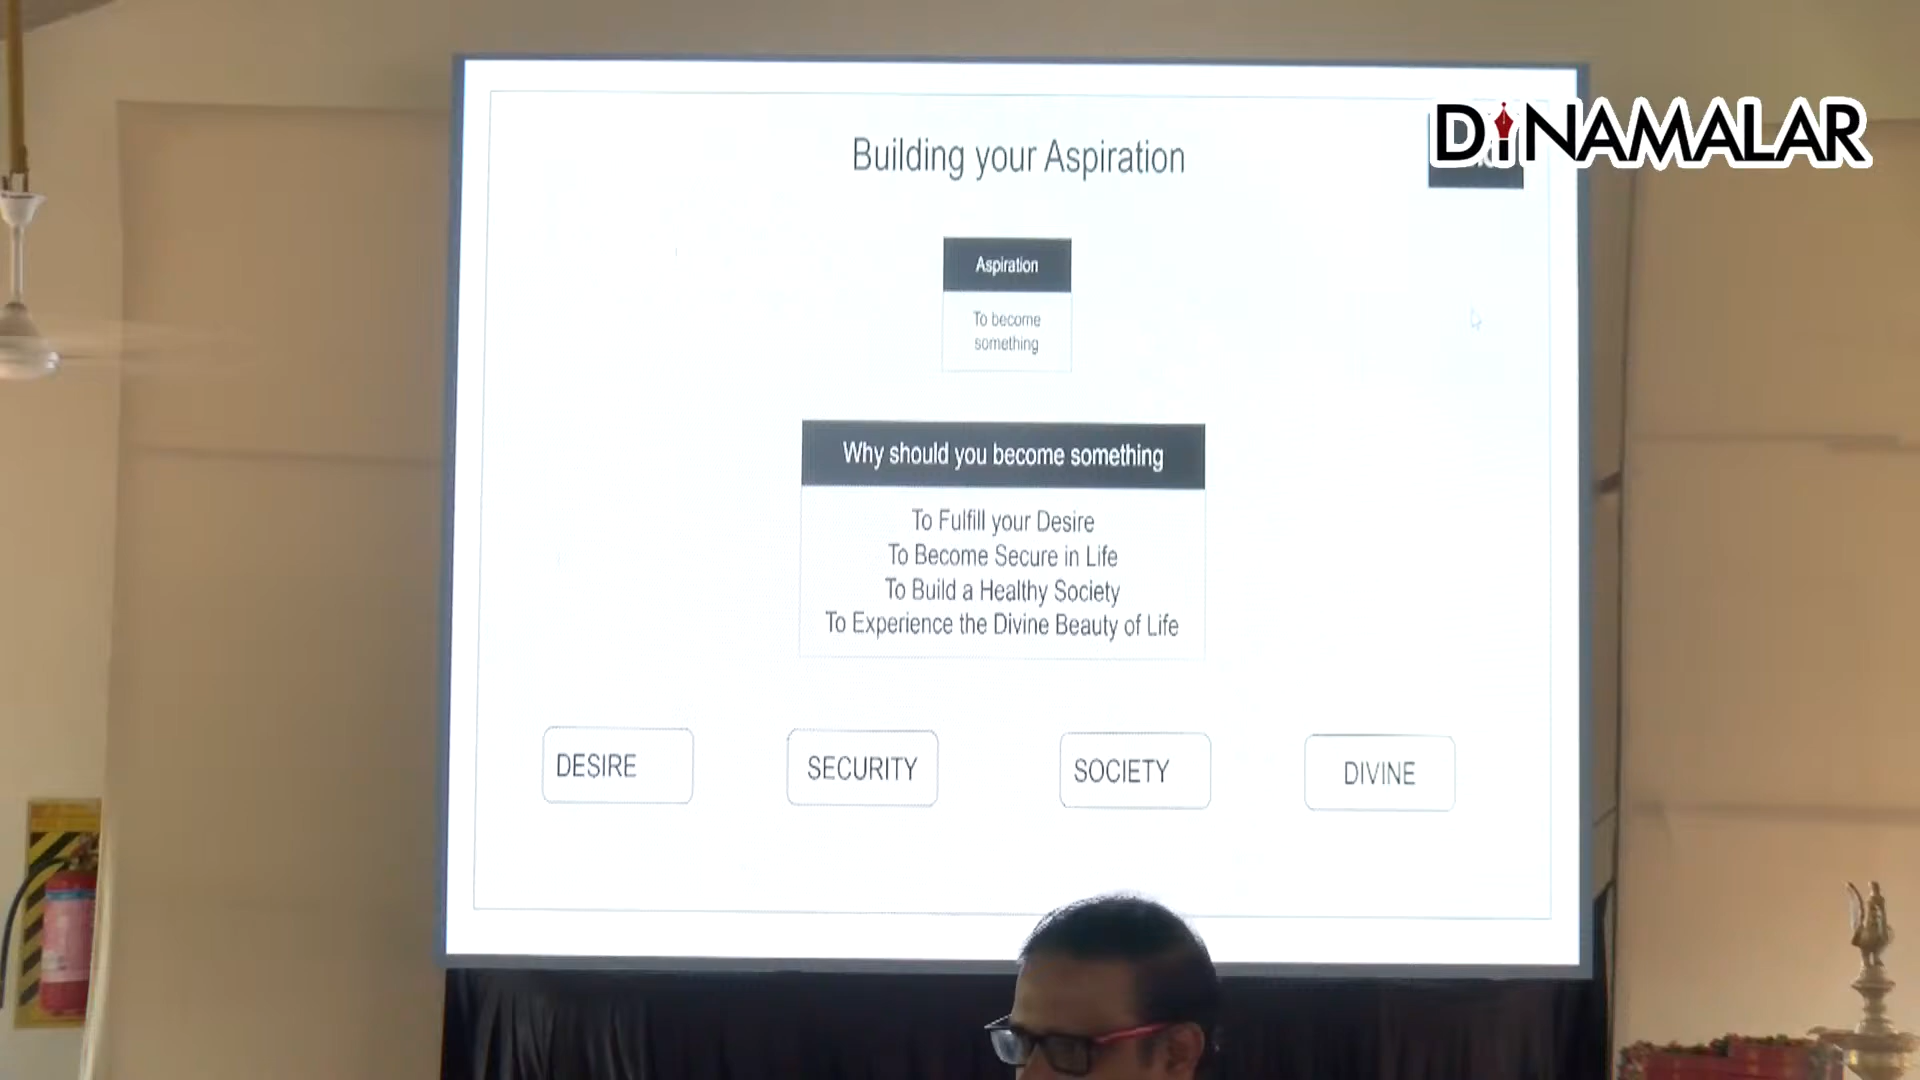 DINAMALAR
Building your Aspiration
Aspiration
To become
something
Why should you become something
To Fulfill your Desire
To Become Secure in Life
To Build a Healthy Society
To Experience the Divine Beauty of Life
DESIRE
SECURITY
SOCIETY
DIVINE